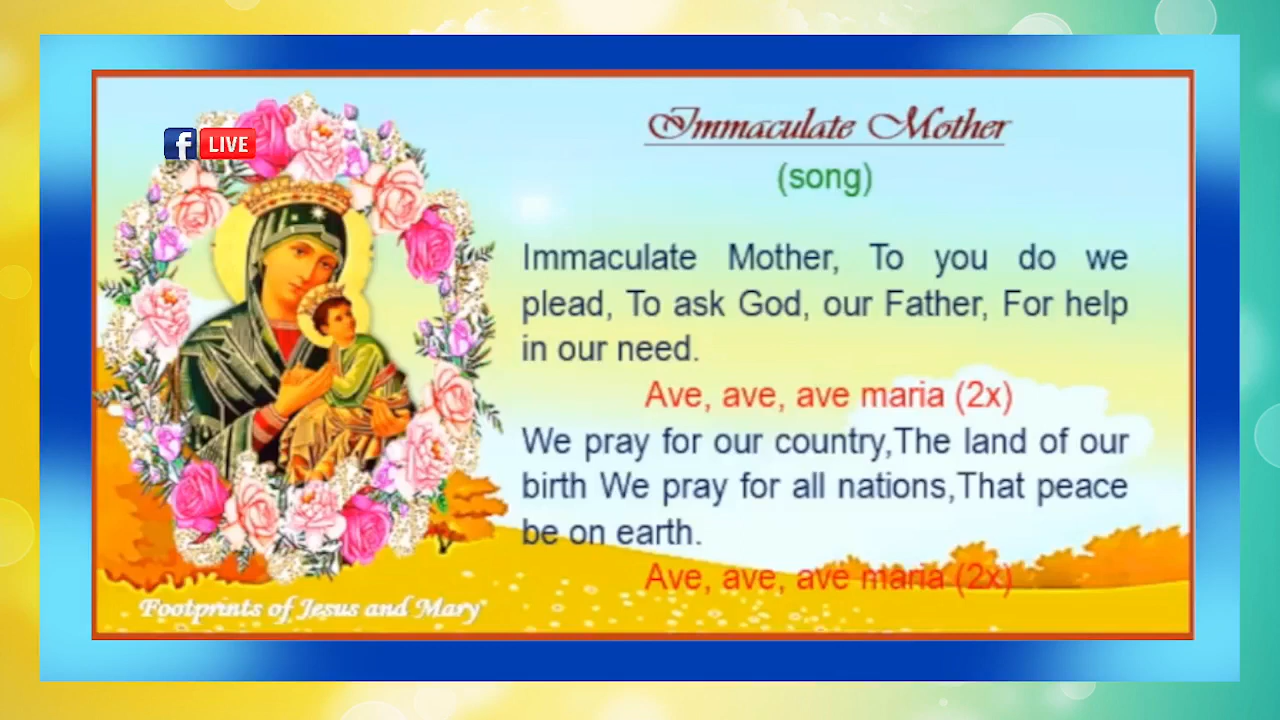 f LIVE
Immaculate Mother
(song)
Immaculate Mother, To you do we
plead, To ask God, our Father, For help
in our need.
Ave, ave, ave maria (2x)
We pray for our country,The land of our
birth We pray for all nations,That peace
be on earth.
Ave, ave, ave maria (2x)
Footprints of Jesus and Mary